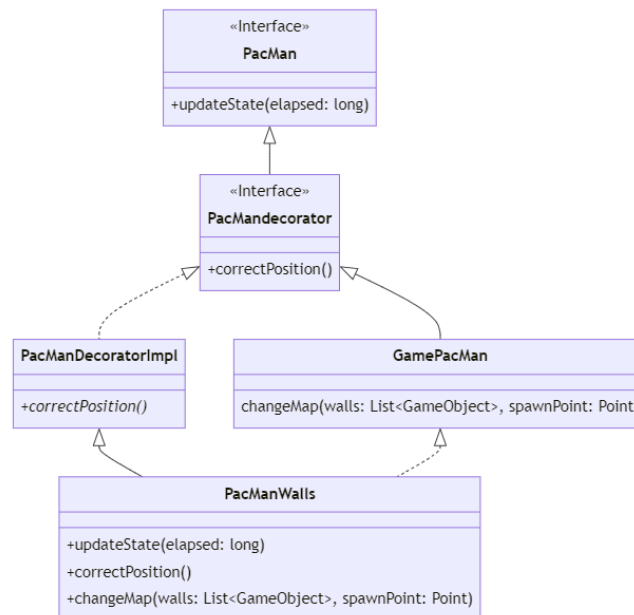 «Interface»
PacMan
+updateState(elapsed: long)
«Interface»
PacMandecorator
+correctPosition()
PacManDecoratorImpl
+correctPosition()
GamePacMan
changeMap(walls: List<GameObject>, spawnPoint: Point)
PacManWalls
+updateState(elapsed: long)
+correctPosition()
+changeMap(walls: List<GameObject>, spawnPoint: Point)